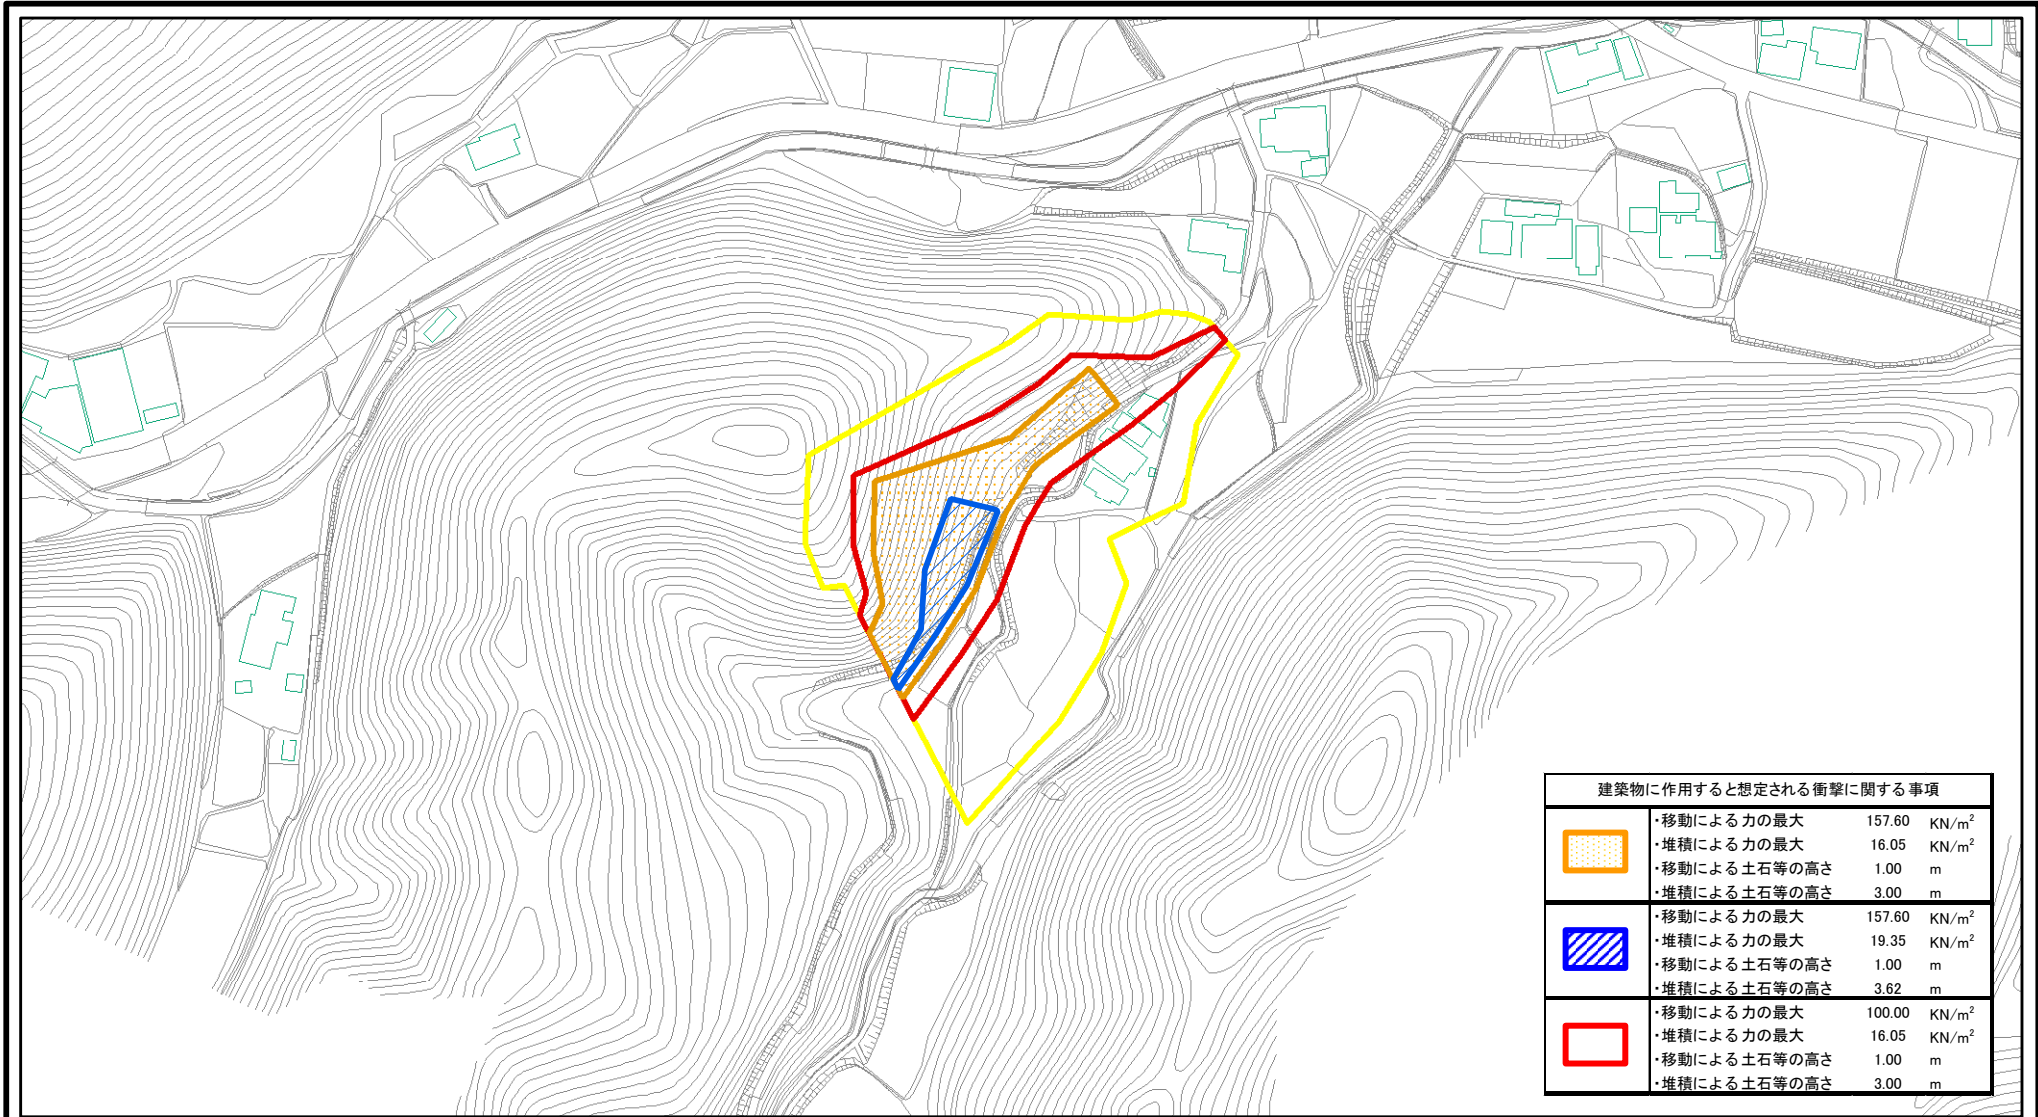 建築物に作用すると想定される衝撃に関する事項
・移動による力の最大 157.60 KN/m²
・堆積による力の最大 16.05 KN/m²
・移動による土石等の高さ 1.00 m
・堆積による土石等の高さ 3.00 m
・移動による力の最大 157.60 KN/m²
・堆積による力の最大 19.35 KN/m²
・移動による土石等の高さ 1.00 m
・堆積による土石等の高さ 3.62 m
・移動による力の最大 100.00 KN/m²
・堆積による力の最大 16.05 KN/m²
・移動による土石等の高さ 1.00 m
・堆積による土石等の高さ 3.00 m